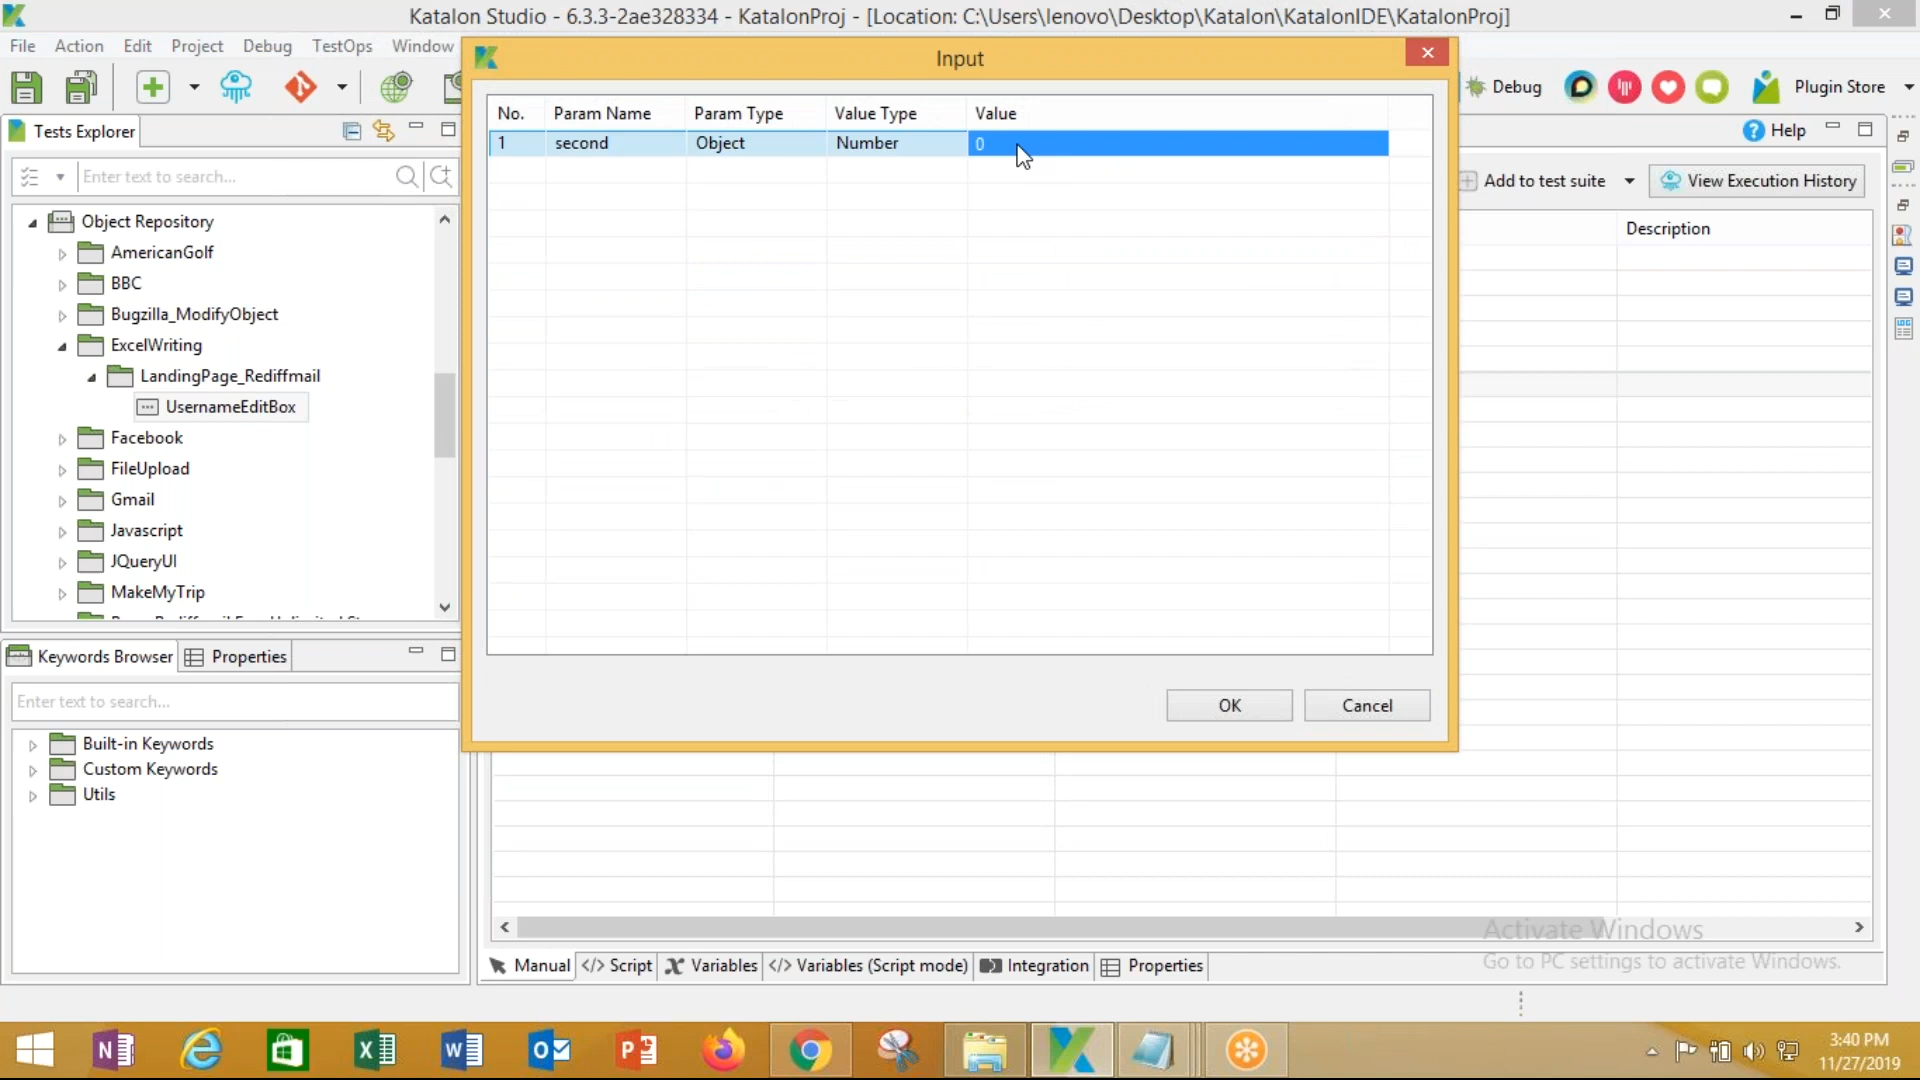 Katalon Studio - 6.3.3-2ae328334 - KatalonProj - [Location: C:\Users\lenovo\Desktop\Katalon\KatalonIDE\KatalonProj]
File Action Edit Project Debug TestOps Window
Input
Debug
Plugin Store
Tests Explorer
Help
Enter text to search...
Add to test suite
View Execution History
No. Param Name Param Type Value Type Value
1 second Object Number 0
Description
Object Repository
AmericanGolf
BBC
Bugzilla_ModifyObject
ExcelWriting
LandingPage_Rediffmail
UsernameEditBox
Facebook
FileUpload
Gmail
Javascript
JQueryUI
MakeMyTrip
Keywords Browser Properties
Enter text to search...
Built-in Keywords
Custom Keywords
Utils
OK Cancel
Activate Windows
Go to PC settings to activate Windows.
Manual </> Script Variables </> Variables (Script mode) Integration Properties
3:40 PM
11/27/2019